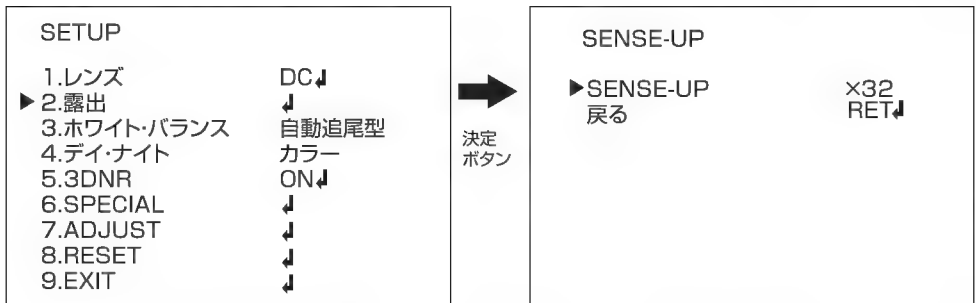 SETUP
1.レンズ DC↲
▶2.露出 ↲
3.ホワイト・バランス 自動追尾型
4.デイ・ナイト カラー
5.3DNR ON↲
6.SPECIAL ↲
7.ADJUST ↲
8.RESET ↲
9.EXIT ↲
決定
ボタン
SENSE-UP
▶SENSE-UP ×32
戻る RET↲